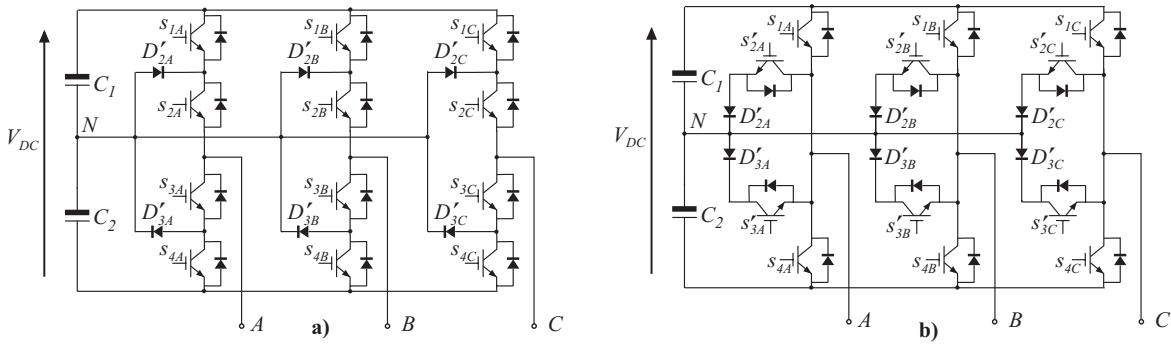 s1A s1B s1C
D′2A D′2B D′2C
C1
s2A s2B s2C
N
VDC
s3A s3B s3C
D′3A D′3B D′3C
C2
s4A s4B s4C
A B C
a)
s1A s1B s1C
s′2A s′2B s′2C
C1
D′2A D′2B D′2C
N
VDC
D′3A D′3B D′3C
C2
s′3A s′3B s′3C
s4A s4B s4C
A B C
b)